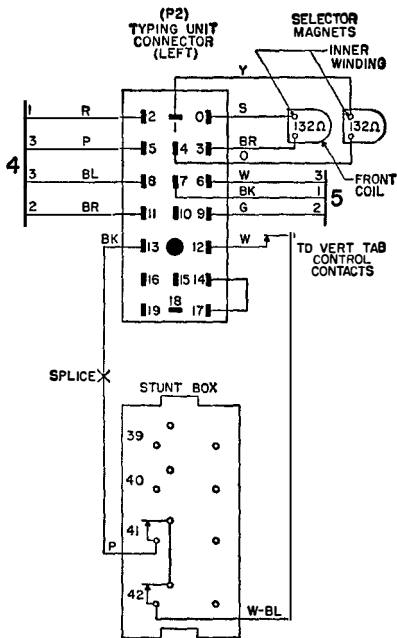 (P2)
TYPING UNIT
CONNECTOR
(LEFT)
SELECTOR
MAGNETS
INNER
WINDING
Y
1 R 2 1 0 S
132Ω 132Ω
4
3 P 5 4 3 BR
O
FRONT
COIL
3 BL 8 7 6 W 3
BK 1
5
2 BR 11 10 9 G 2
BK 13 12 W
TD VERT TAB
CONTROL
CONTACTS
16 15 14
18
19 17
SPLICE
STUNT BOX
39
40
41
P
42
W-BL